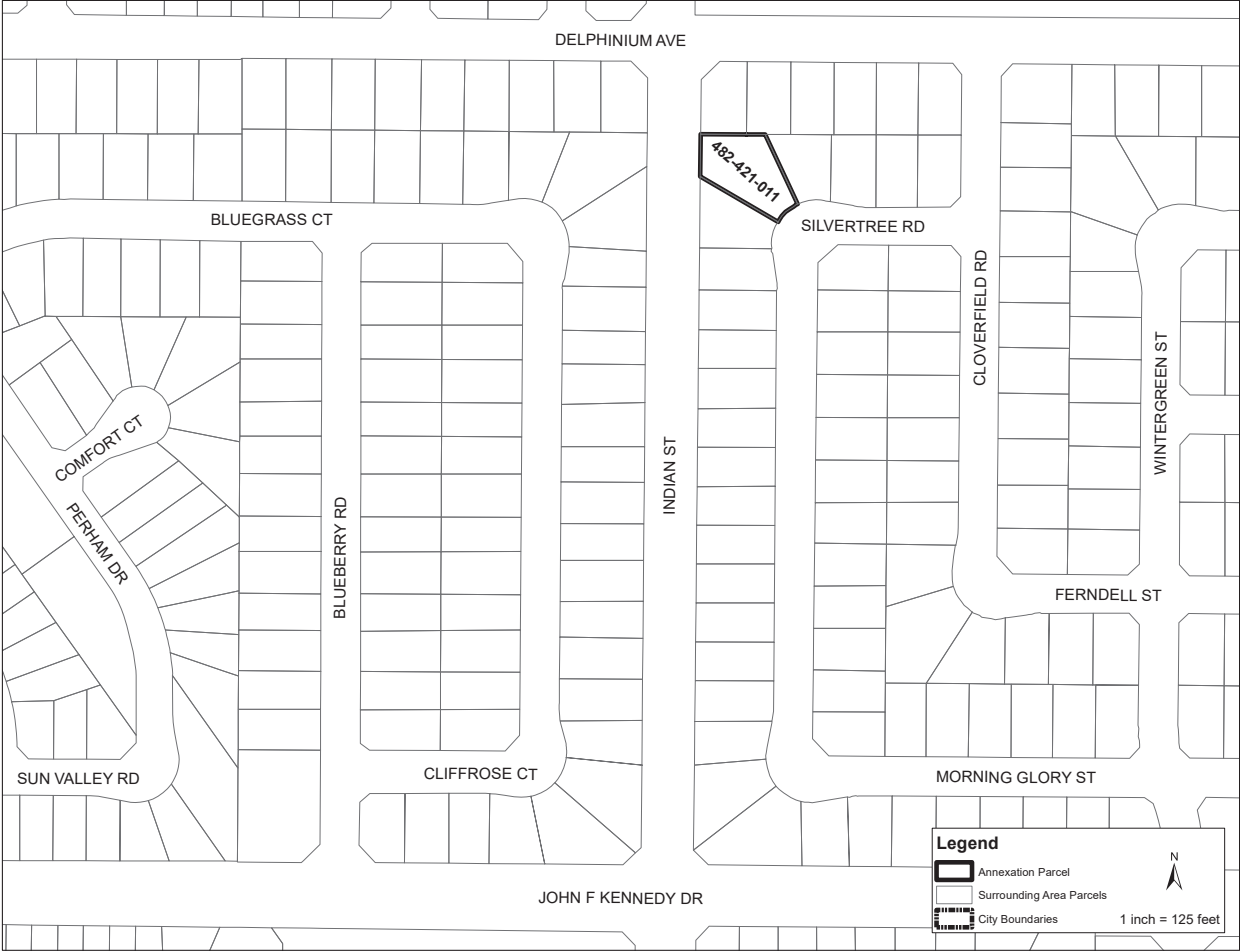 DELPHINIUM AVE
482-421-011
BLUEGRASS CT
SILVERTREE RD
CLOVERFIELD RD
WINTERGREEN ST
COMFORT CT
INDIAN ST
PERHAM DR
BLUEBERRY RD
FERNDELL ST
SUN VALLEY RD
CLIFFROSE CT
MORNING GLORY ST
JOHN F KENNEDY DR
Legend
Annexation Parcel
Surrounding Area Parcels
City Boundaries
N
1 inch = 125 feet